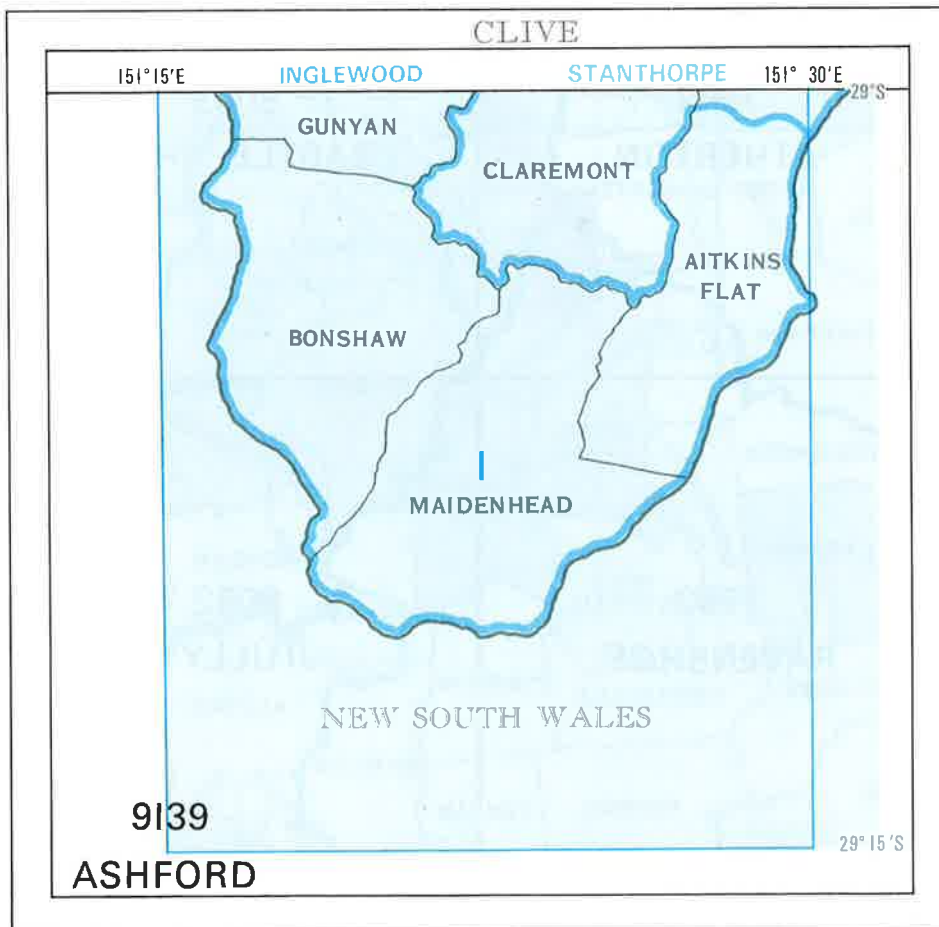 CLIVE
151°15'E INGLEWOOD STANTHORPE 151° 30'E
29°S
GUNYAN
CLAREMONT
AITKINS
FLAT
BONSHAW
I
MAIDENHEAD
NEW SOUTH WALES
9139
29°15'S
ASHFORD